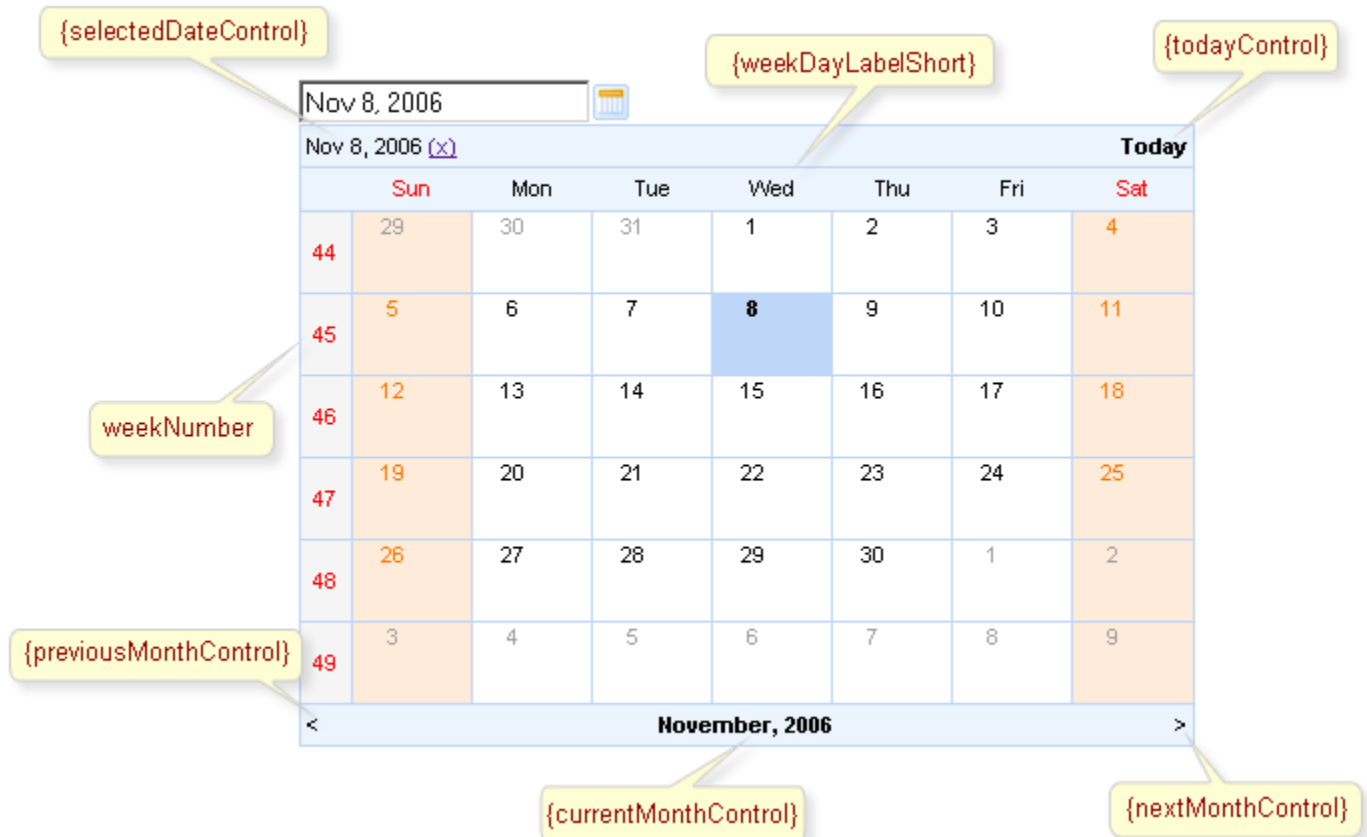 {selectedDateControl}
{weekDayLabelShort}
{todayControl}
Nov 8, 2006
Nov 8, 2006 (x) Today
Sun Mon Tue Wed Thu Fri Sat
44 29 30 31 1 2 3 4
45 5 6 7 8 9 10 11
weekNumber
46 12 13 14 15 16 17 18
47 19 20 21 22 23 24 25
48 26 27 28 29 30 1 2
{previousMonthControl}
49 3 4 5 6 7 8 9
< November, 2006 >
{currentMonthControl}
{nextMonthControl}